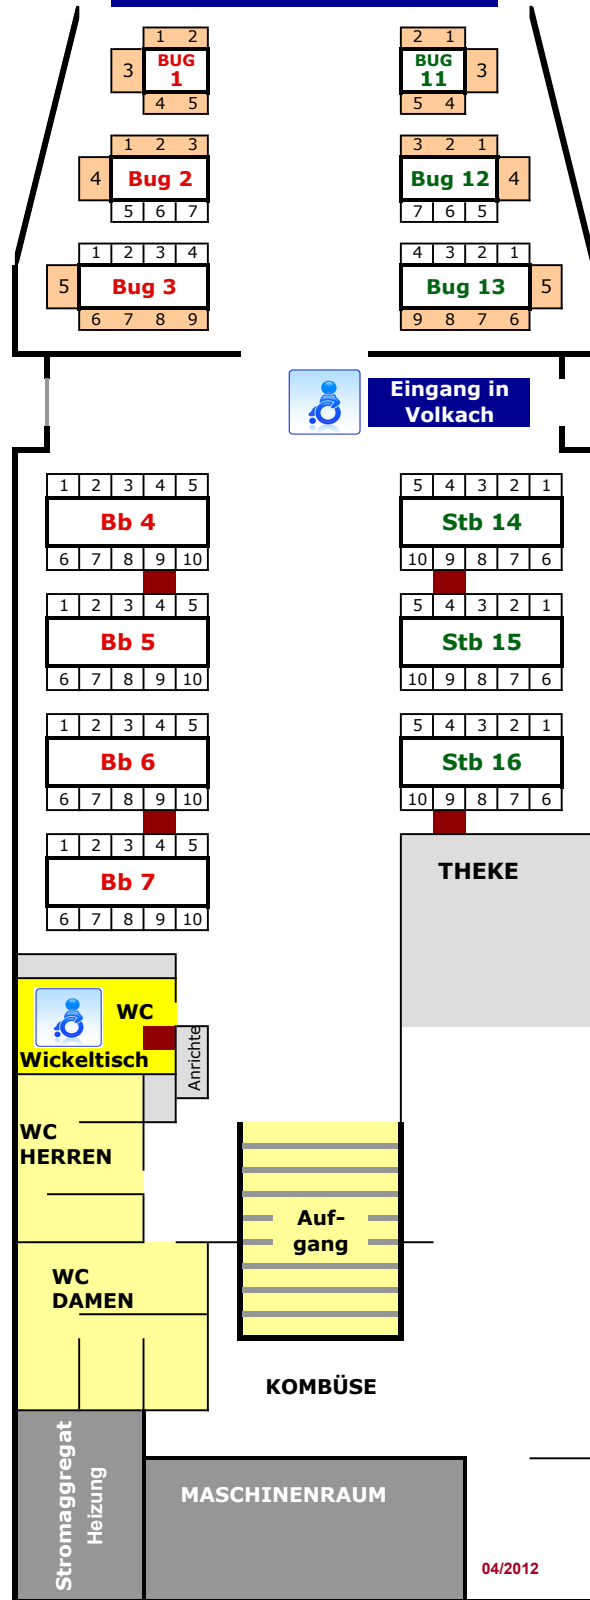 1 2 2 1
3 BUG 1 BUG 11 3
4 5 5 4
1 2 3 3 2 1
4 Bug 2 Bug 12 4
5 6 7 7 6 5
1 2 3 4 4 3 2 1
5 Bug 3 Bug 13 5
6 7 8 9 9 8 7 6
Eingang in
Volkach
1 2 3 4 5 5 4 3 2 1
Bb 4 Stb 14
6 7 8 9 10 10 9 8 7 6
1 2 3 4 5 5 4 3 2 1
Bb 5 Stb 15
6 7 8 9 10 10 9 8 7 6
1 2 3 4 5 5 4 3 2 1
Bb 6 Stb 16
6 7 8 9 10 10 9 8 7 6
1 2 3 4 5
Bb 7
6 7 8 9 10
THEKE
WC
Wickeltisch
Anrichte
WC
HERREN
Auf-
gang
WC
DAMEN
KOMBÜSE
Stromaggregat
Heizung
MASCHINENRAUM
04/2012